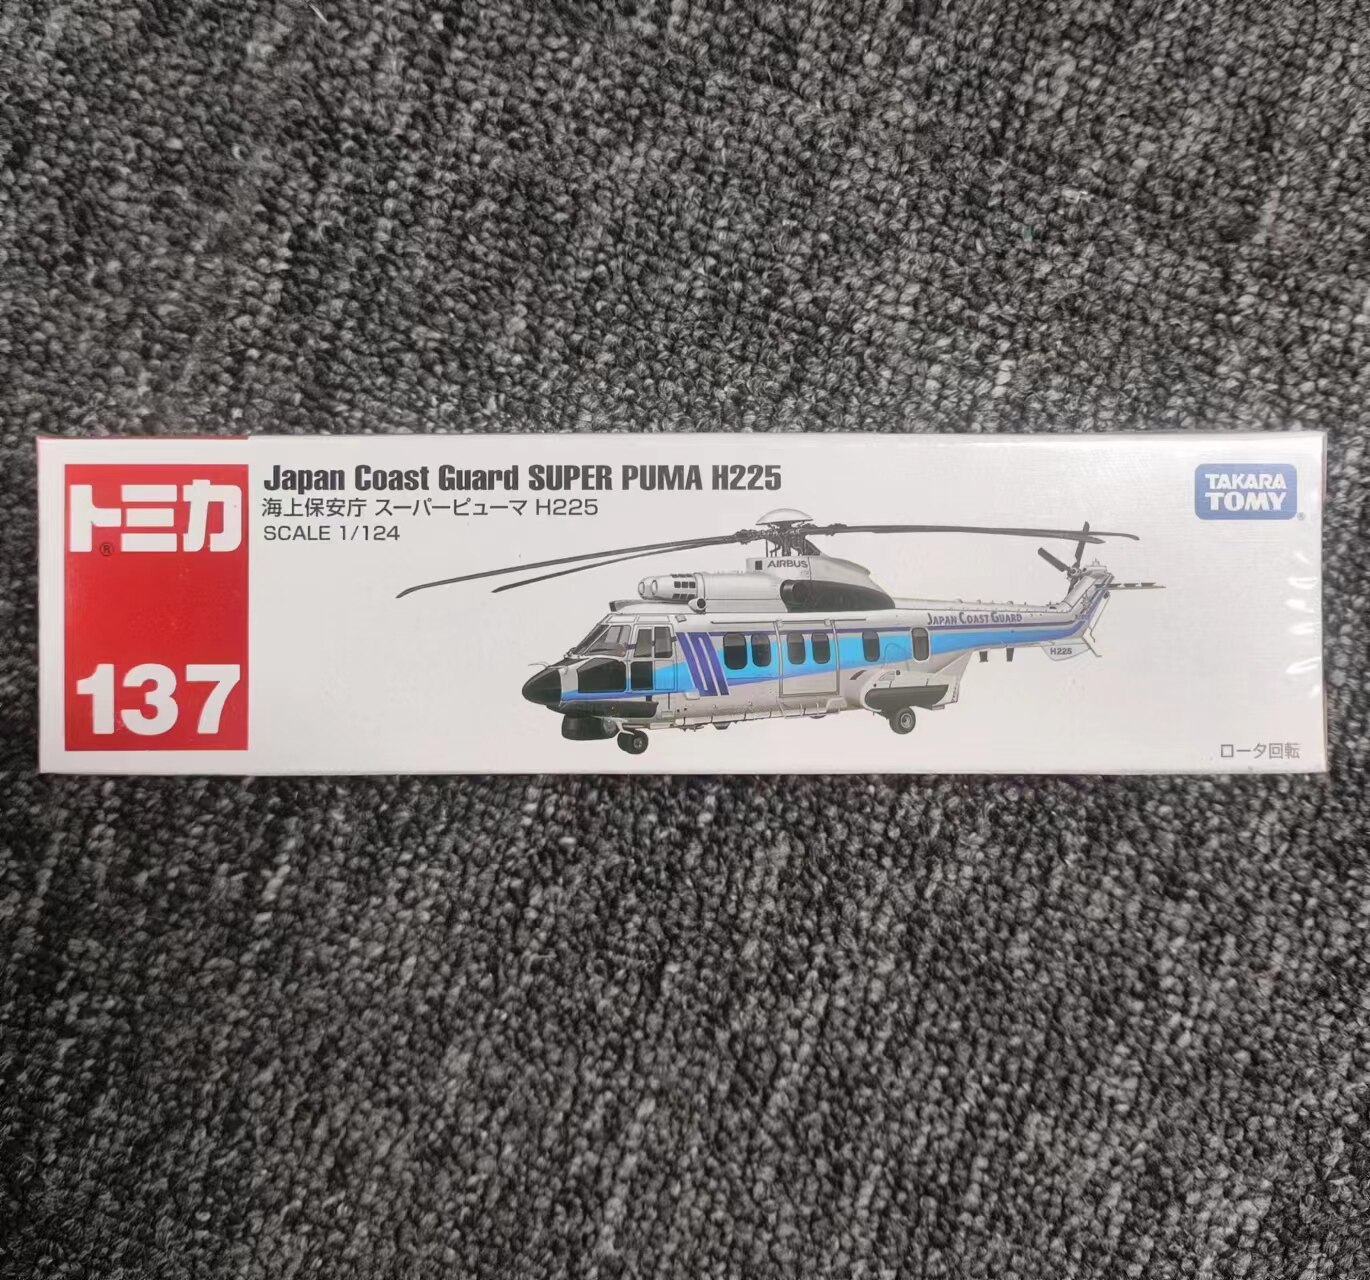 トミカ
®
137
Japan Coast Guard SUPER PUMA H225
海上保安庁 スーパーピューマ H225
SCALE 1/124
TAKARA
TOMY
®
AIRBUS
JAPAN COAST GUARD
H225
ロータ回転